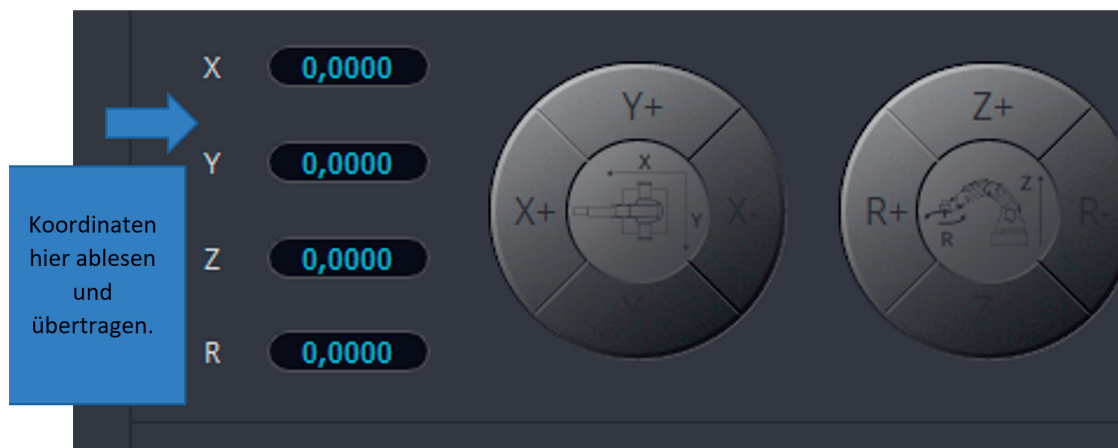 X 0,0000
Y 0,0000
Z 0,0000
R 0,0000
Koordinaten
hier ablesen
und
übertragen.
Y+
X+
X-
Y-
X
Y
Z+
R+
R-
Z
R